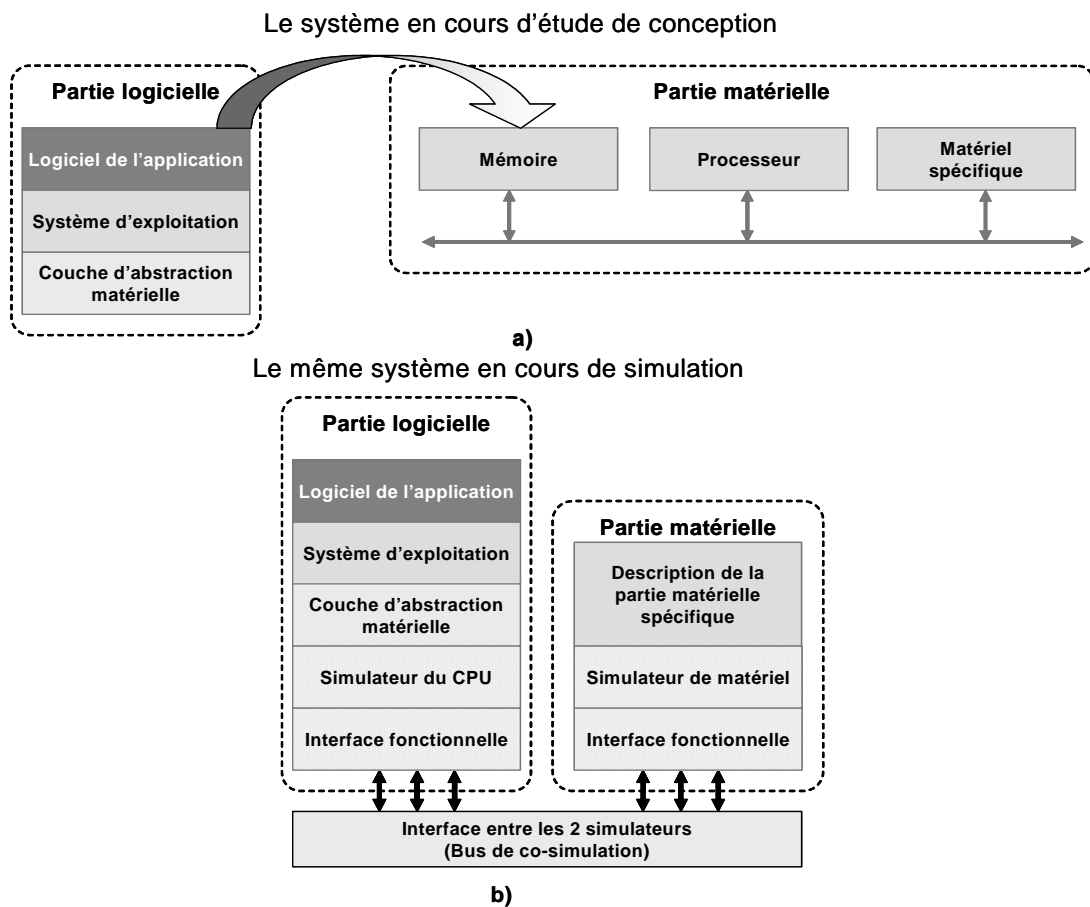 Le système en cours d'étude de conception
Partie logicielle
Logiciel de l'application
Système d'exploitation
Couche d'abstraction
matérielle
Partie matérielle
Mémoire
Processeur
Matériel
spécifique
a)
Le même système en cours de simulation
Partie logicielle
Logiciel de l'application
Système d'exploitation
Couche d'abstraction
matérielle
Simulateur du CPU
Interface fonctionnelle
Partie matérielle
Description de la
partie matérielle
spécifique
Simulateur de matériel
Interface fonctionnelle
Interface entre les 2 simulateurs
(Bus de co-simulation)
b)